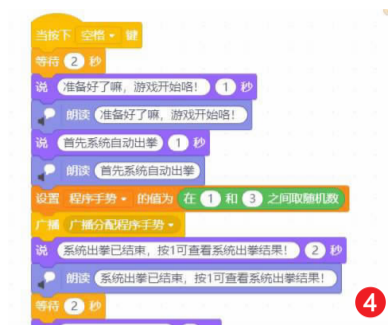 当按下 空格 键
等待 2 秒
说 准备好了嘛，游戏开始咯！ 1 秒
朗读 准备好了嘛，游戏开始咯！
说 首先系统自动出拳 1 秒
朗读 首先系统自动出拳
设置 程序手势 的值为 在 1 和 3 之间取随机数
广播 广播分配程序手势
说 系统出拳已结束，按1可查看系统出拳结果！ 2 秒
朗读 系统出拳已结束，按1可查看系统出拳结果！
等待 2 秒
4